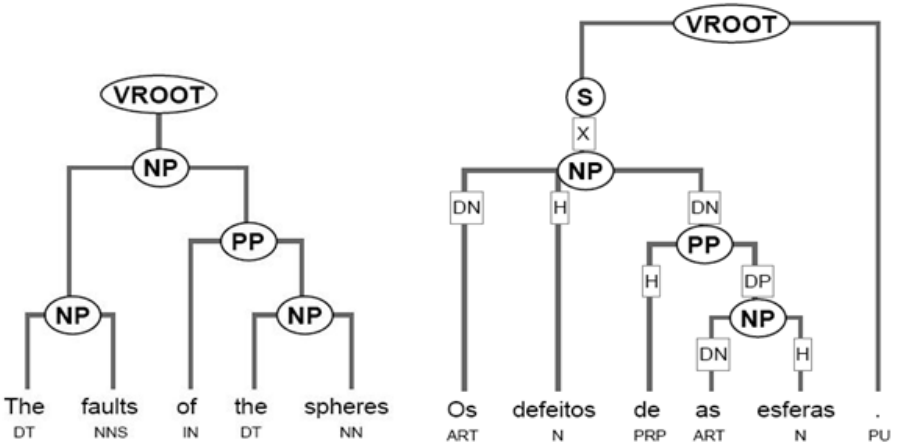 VROOT
NP
PP
NP NP
The faults of the spheres
DT NNS IN DT NN
VROOT
S
X
NP
DN H DN
PP
H DP
NP
DN H
Os defeitos de as esferas .
ART N PRP ART N PU